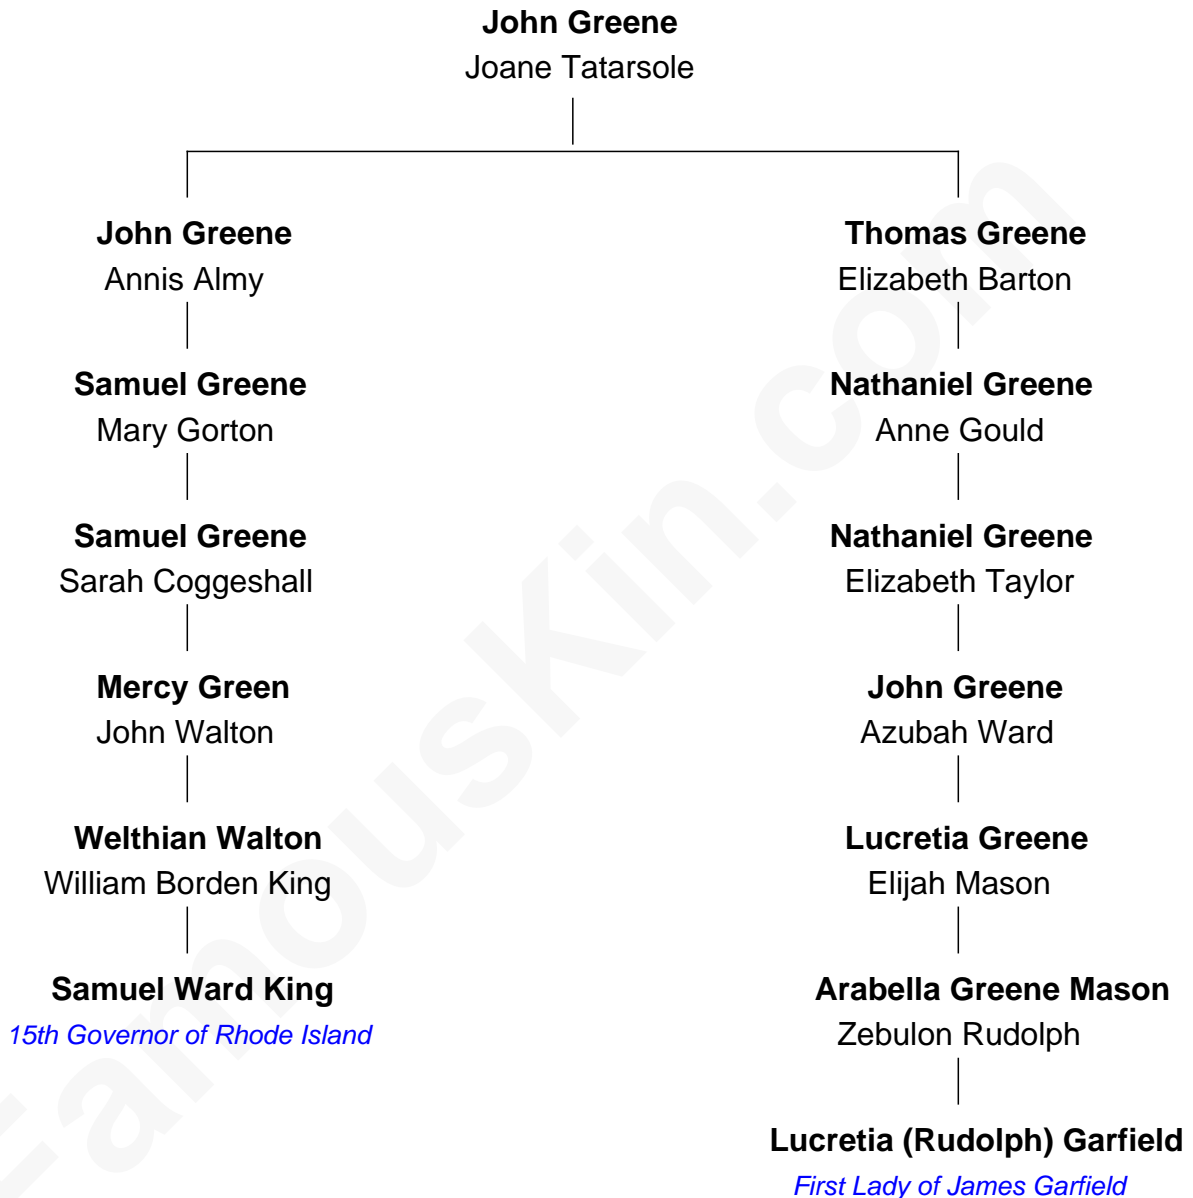 John Greene
Joane Tatarsole
John Greene
Annis Almy
Thomas Greene
Elizabeth Barton
Samuel Greene
Mary Gorton
Nathaniel Greene
Anne Gould
Samuel Greene
Sarah Coggeshall
Nathaniel Greene
Elizabeth Taylor
Mercy Green
John Walton
John Greene
Azubah Ward
Welthian Walton
William Borden King
Lucretia Greene
Elijah Mason
Samuel Ward King
15th Governor of Rhode Island
Arabella Greene Mason
Zebulon Rudolph
Lucretia (Rudolph) Garfield
First Lady of James Garfield
FamousKin.com